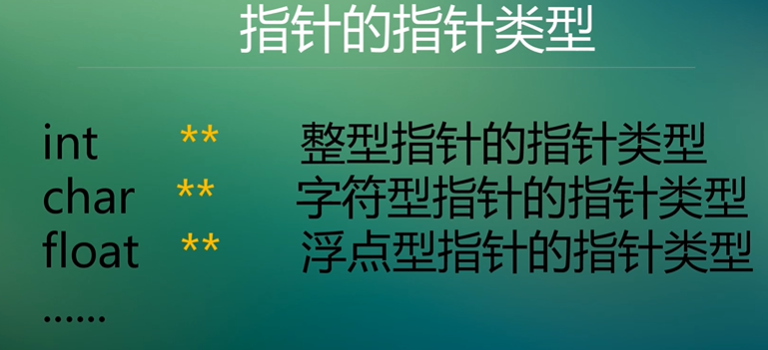 指针的指针类型
int ** 整型指针的指针类型
char ** 字符型指针的指针类型
float ** 浮点型指针的指针类型
......